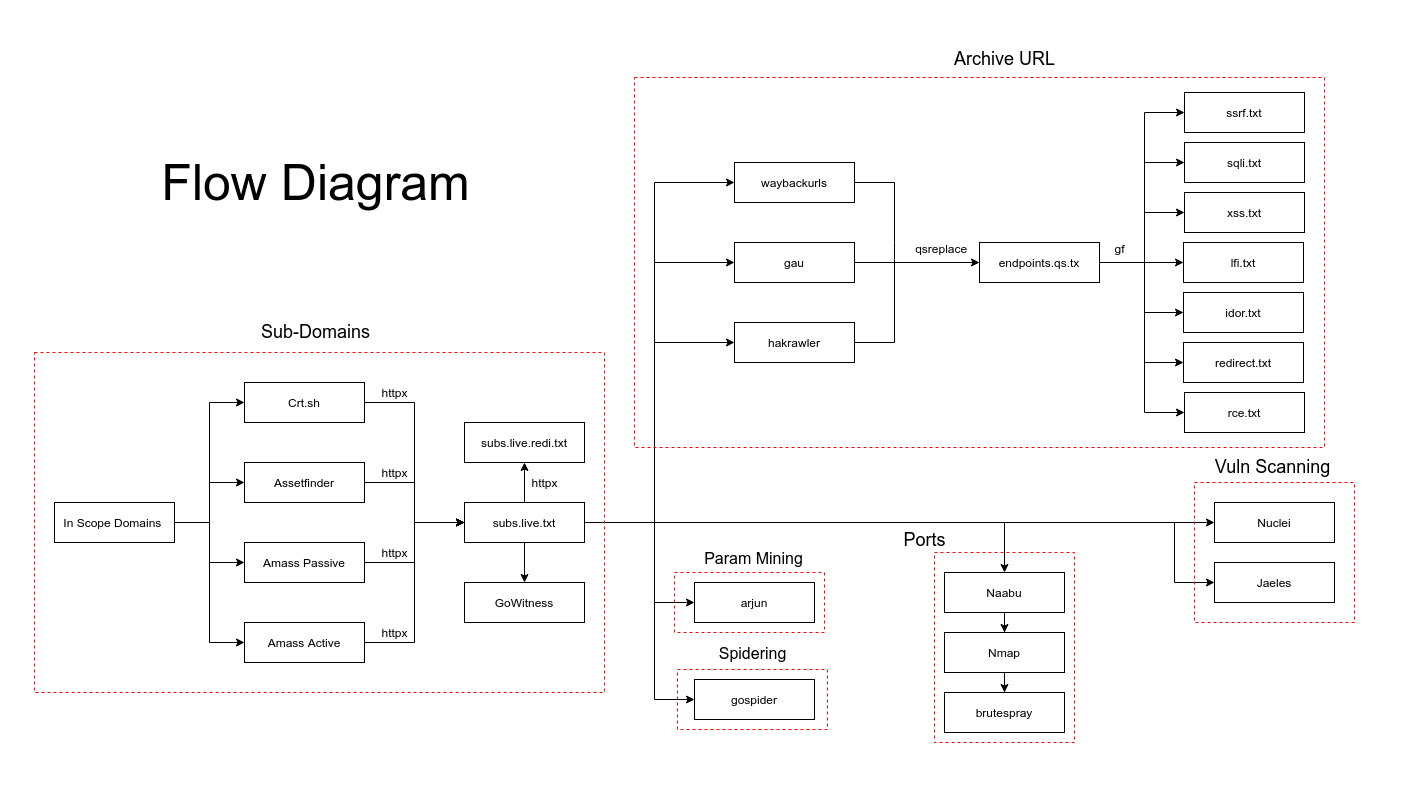 Flow Diagram
Archive URL
waybackurls
gau
hakrawler
qsreplace
endpoints.qs.tx
gf
ssrf.txt
sqli.txt
xss.txt
lfi.txt
idor.txt
redirect.txt
rce.txt
Sub-Domains
In Scope Domains
Crt.sh
httpx
Assetfinder
httpx
Amass Passive
httpx
Amass Active
httpx
subs.live.redi.txt
httpx
subs.live.txt
GoWitness
Param Mining
arjun
Spidering
gospider
Ports
Naabu
Nmap
brutespray
Vuln Scanning
Nuclei
Jaeles